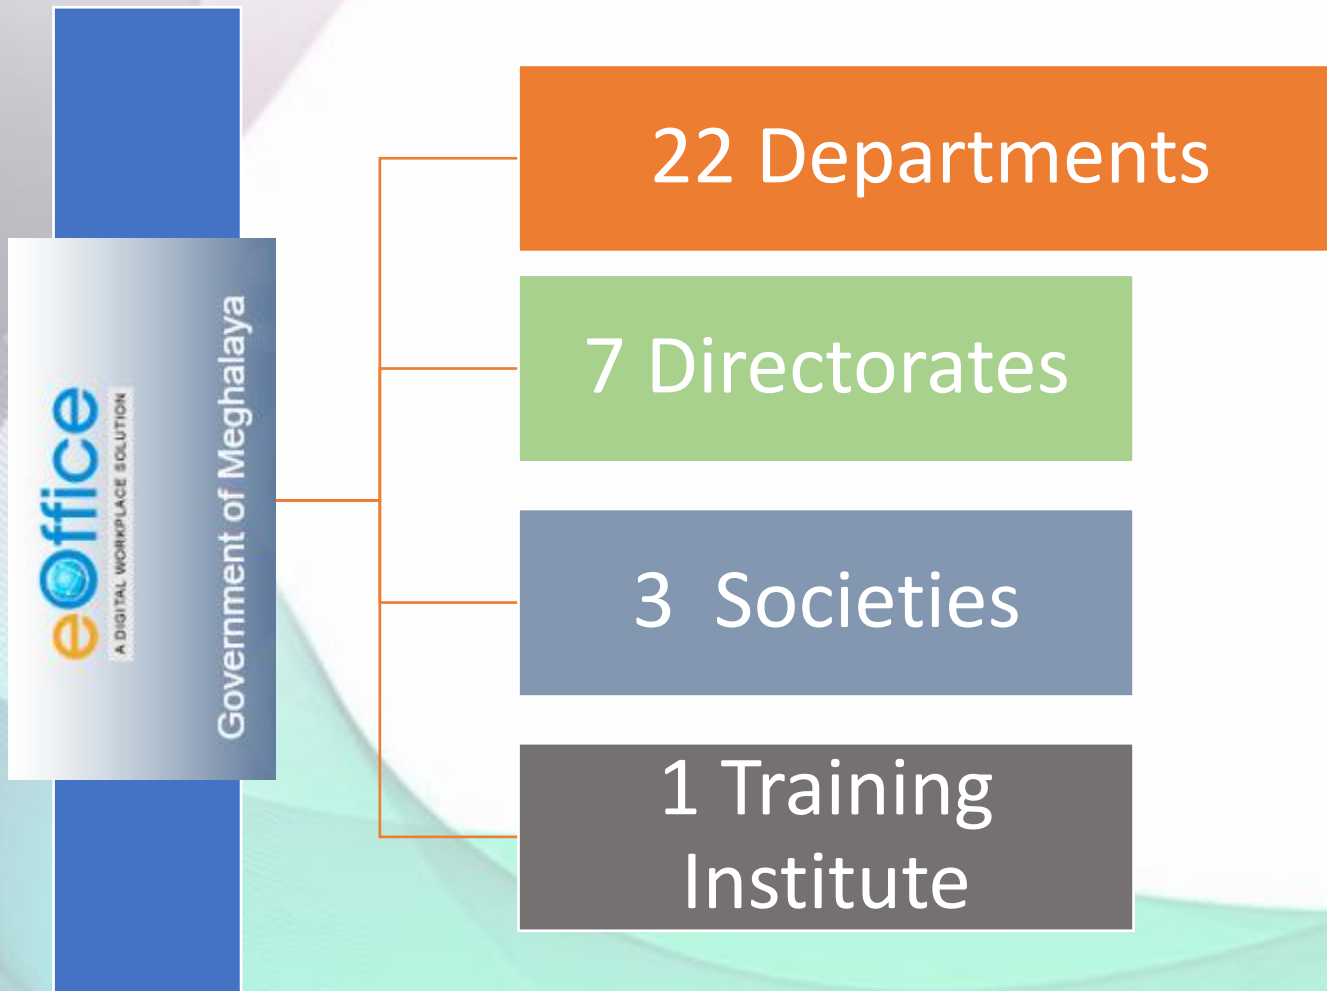 eOffice
A DIGITAL WORKPLACE SOLUTION
Government of Meghalaya
22 Departments
7 Directorates
3 Societies
1 Training
Institute